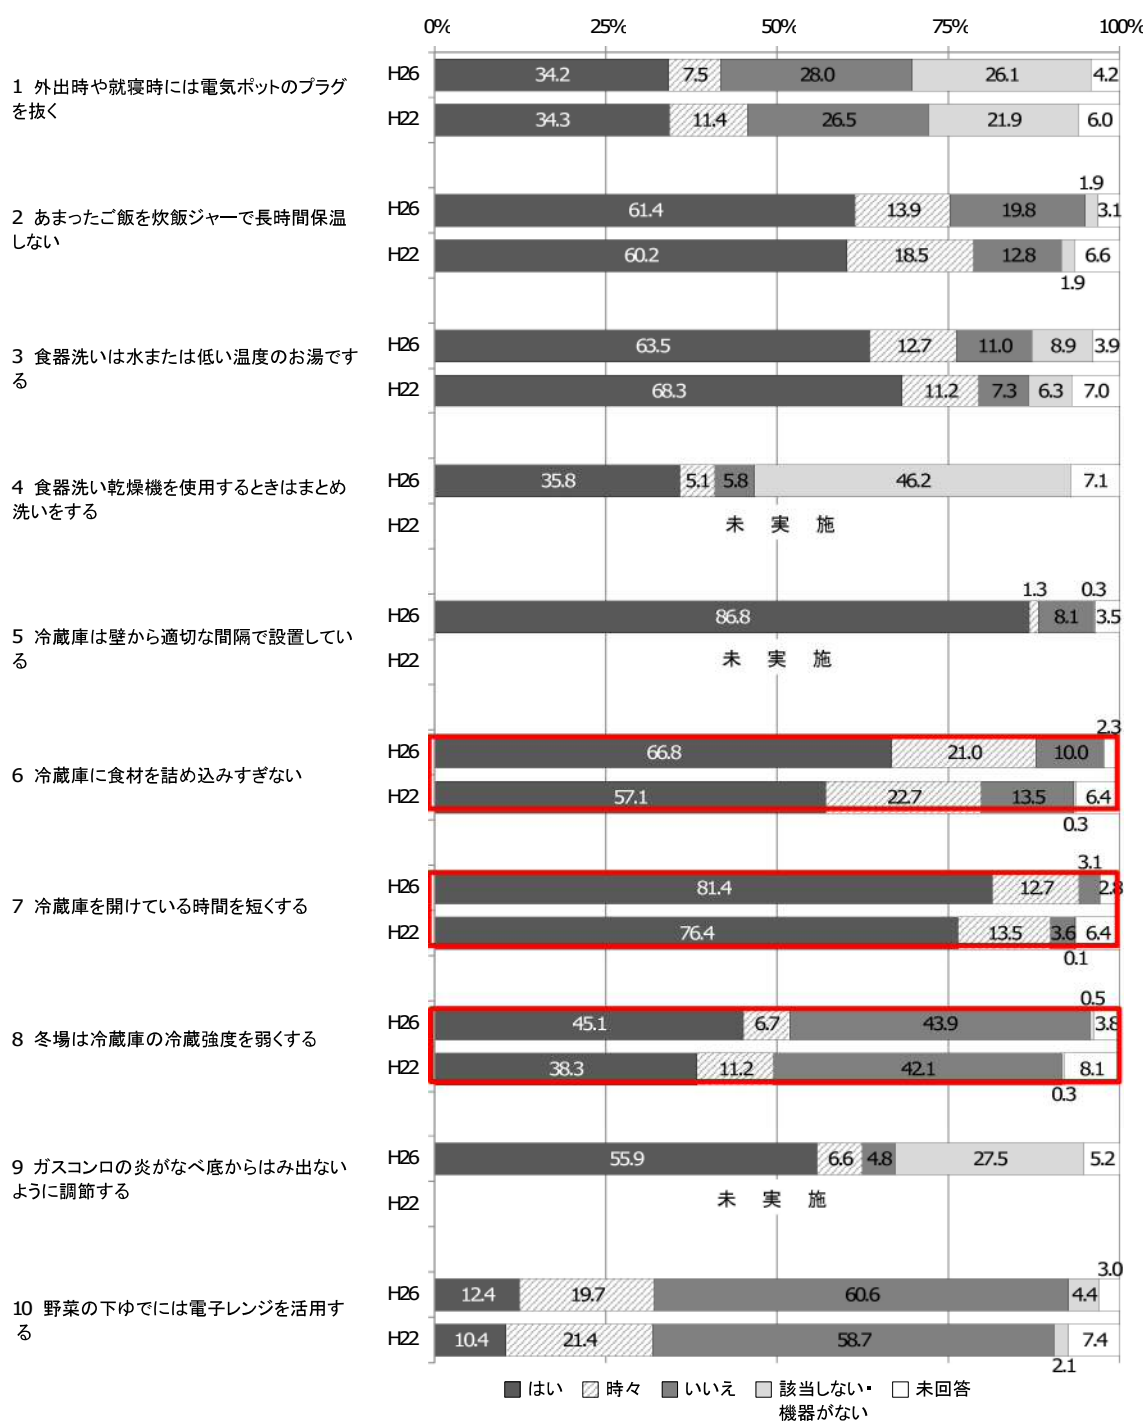 0% 25% 50% 75% 100%
1 外出時や就寝時には電気ポットのプラグ
を抜く
H26 34.2 7.5 28.0 26.1 4.2
H22 34.3 11.4 26.5 21.9 6.0
2 あまったご飯を炊飯ジャーで長時間保温
しない
1.9
H26 61.4 13.9 19.8 3.1
H22 60.2 18.5 12.8 6.6
1.9
3 食器洗いは水または低い温度のお湯です
る
H26 63.5 12.7 11.0 8.9 3.9
H22 68.3 11.2 7.3 6.3 7.0
4 食器洗い乾燥機を使用するときはまとめ
洗いをする
H26 35.8 5.1 5.8 46.2 7.1
H22 未 実 施
5 冷蔵庫は壁から適切な間隔で設置してい
る
1.3 0.3
H26 86.8 8.1 3.5
H22 未 実 施
6 冷蔵庫に食材を詰め込みすぎない
2.3
H26 66.8 21.0 10.0
H22 57.1 22.7 13.5 6.4
0.3
7 冷蔵庫を開けている時間を短くする
3.1
H26 81.4 12.7 2.8
H22 76.4 13.5 3.6 6.4
0.1
8 冬場は冷蔵庫の冷蔵強度を弱くする
0.5
H26 45.1 6.7 43.9 3.8
H22 38.3 11.2 42.1 8.1
0.3
9 ガスコンロの炎がなべ底からはみ出ない
ように調節する
H26 55.9 6.6 4.8 27.5 5.2
H22 未 実 施
10 野菜の下ゆでには電子レンジを活用す
る
3.0
H26 12.4 19.7 60.6 4.4
H22 10.4 21.4 58.7 7.4
2.1
はい 時々 いいえ 該当しない・ 未回答
機器がない